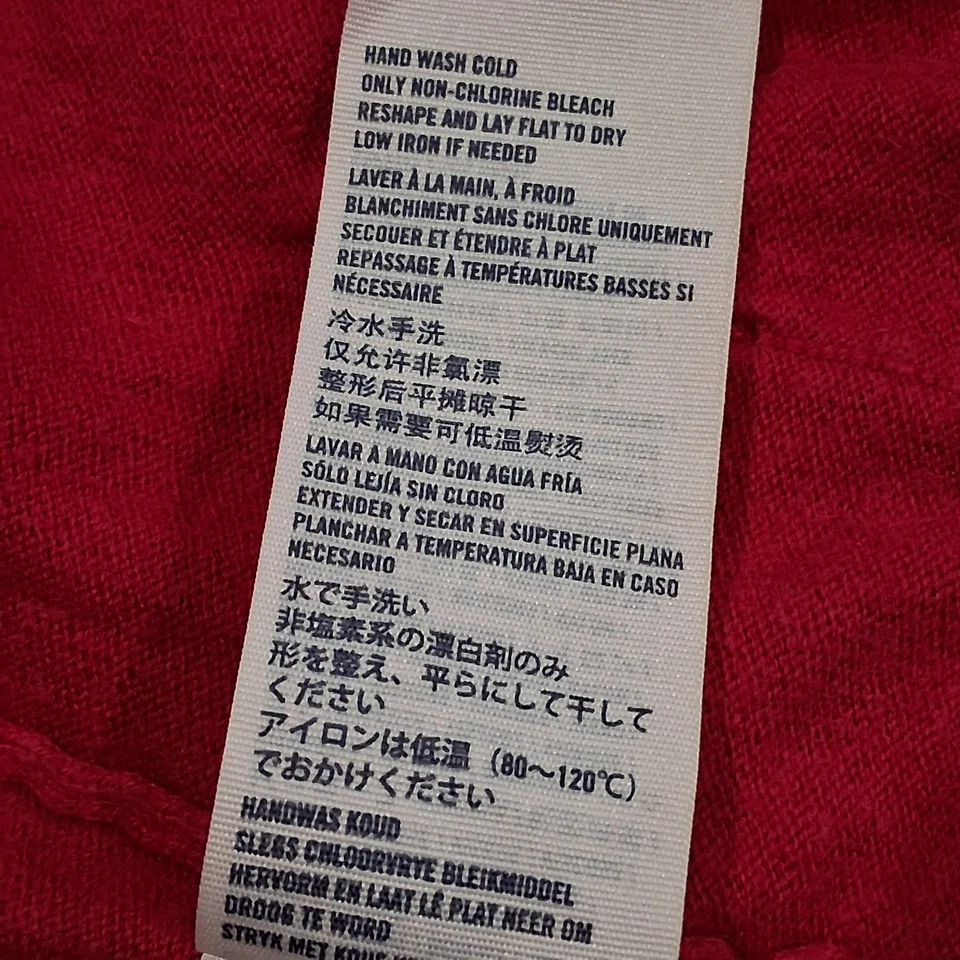 HAND WASH COLD
ONLY NON-CHLORINE BLEACH
RESHAPE AND LAY FLAT TO DRY
LOW IRON IF NEEDED
LAVER À LA MAIN, À FROID
BLANCHIMENT SANS CHLORE UNIQUEMENT
SECOUER ET ÉTENDRE À PLAT
REPASSAGE À TEMPÉRATURES BASSES SI
NÉCESSAIRE
冷水手洗
仅允许非氯漂
整形后平摊晾干
如果需要可低温熨烫
LAVAR A MANO CON AGUA FRÍA
SÓLO LEJÍA SIN CLORO
EXTENDER Y SECAR EN SUPERFICIE PLANA
PLANCHAR A TEMPERATURA BAJA EN CASO
NECESARIO
水で手洗い
非塩素系の漂白剤のみ
形を整え、平らにして干して
ください
アイロンは低温（80～120℃）
でおかけください
HANDWAS KOUD
SLEBS CHLOORVRYE BLEIKMIDDEL
HERVORM EN LAAT LÊ PLAT NEER OM
DROOG TE WORD
STRYK MET